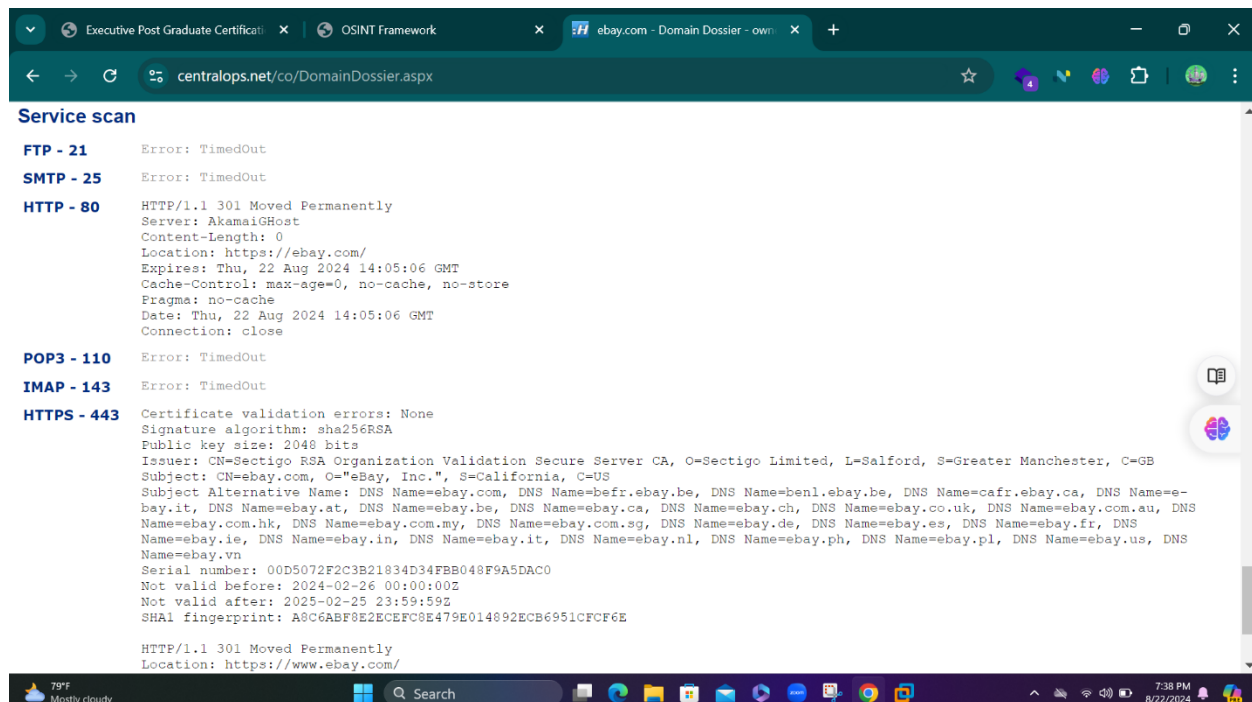 Executive Post Graduate Certificati
OSINT Framework
ebay.com - Domain Dossier - own
centralops.net/co/DomainDossier.aspx
4
Service scan
FTP - 21 Error: TimedOut
SMTP - 25 Error: TimedOut
HTTP - 80 HTTP/1.1 301 Moved Permanently
Server: AkamaiGHost
Content-Length: 0
Location: https://ebay.com/
Expires: Thu, 22 Aug 2024 14:05:06 GMT
Cache-Control: max-age=0, no-cache, no-store
Pragma: no-cache
Date: Thu, 22 Aug 2024 14:05:06 GMT
Connection: close
POP3 - 110 Error: TimedOut
IMAP - 143 Error: TimedOut
HTTPS - 443 Certificate validation errors: None
Signature algorithm: sha256RSA
Public key size: 2048 bits
Issuer: CN=Sectigo RSA Organization Validation Secure Server CA, O=Sectigo Limited, L=Salford, S=Greater Manchester, C=GB
Subject: CN=ebay.com, O="eBay, Inc.", S=California, C=US
Subject Alternative Name: DNS Name=ebay.com, DNS Name=befr.ebay.be, DNS Name=benl.ebay.be, DNS Name=cafr.ebay.ca, DNS Name=e-
bay.it, DNS Name=ebay.at, DNS Name=ebay.be, DNS Name=ebay.ca, DNS Name=ebay.ch, DNS Name=ebay.co.uk, DNS Name=ebay.com.au, DNS
Name=ebay.com.hk, DNS Name=ebay.com.my, DNS Name=ebay.com.sg, DNS Name=ebay.de, DNS Name=ebay.es, DNS Name=ebay.fr, DNS
Name=ebay.ie, DNS Name=ebay.in, DNS Name=ebay.it, DNS Name=ebay.nl, DNS Name=ebay.ph, DNS Name=ebay.pl, DNS Name=ebay.us, DNS
Name=ebay.vn
Serial number: 00D5072F2C3B21834D34FBB048F9A5DAC0
Not valid before: 2024-02-26 00:00:00Z
Not valid after: 2025-02-25 23:59:59Z
SHA1 fingerprint: A8C6ABF8E2ECEFC8E479E014892ECB6951CFCF6E
HTTP/1.1 301 Moved Permanently
Location: https://www.ebay.com/
79°F
Mostly cloudy
Search
zoom
7:38 PM
8/22/2024